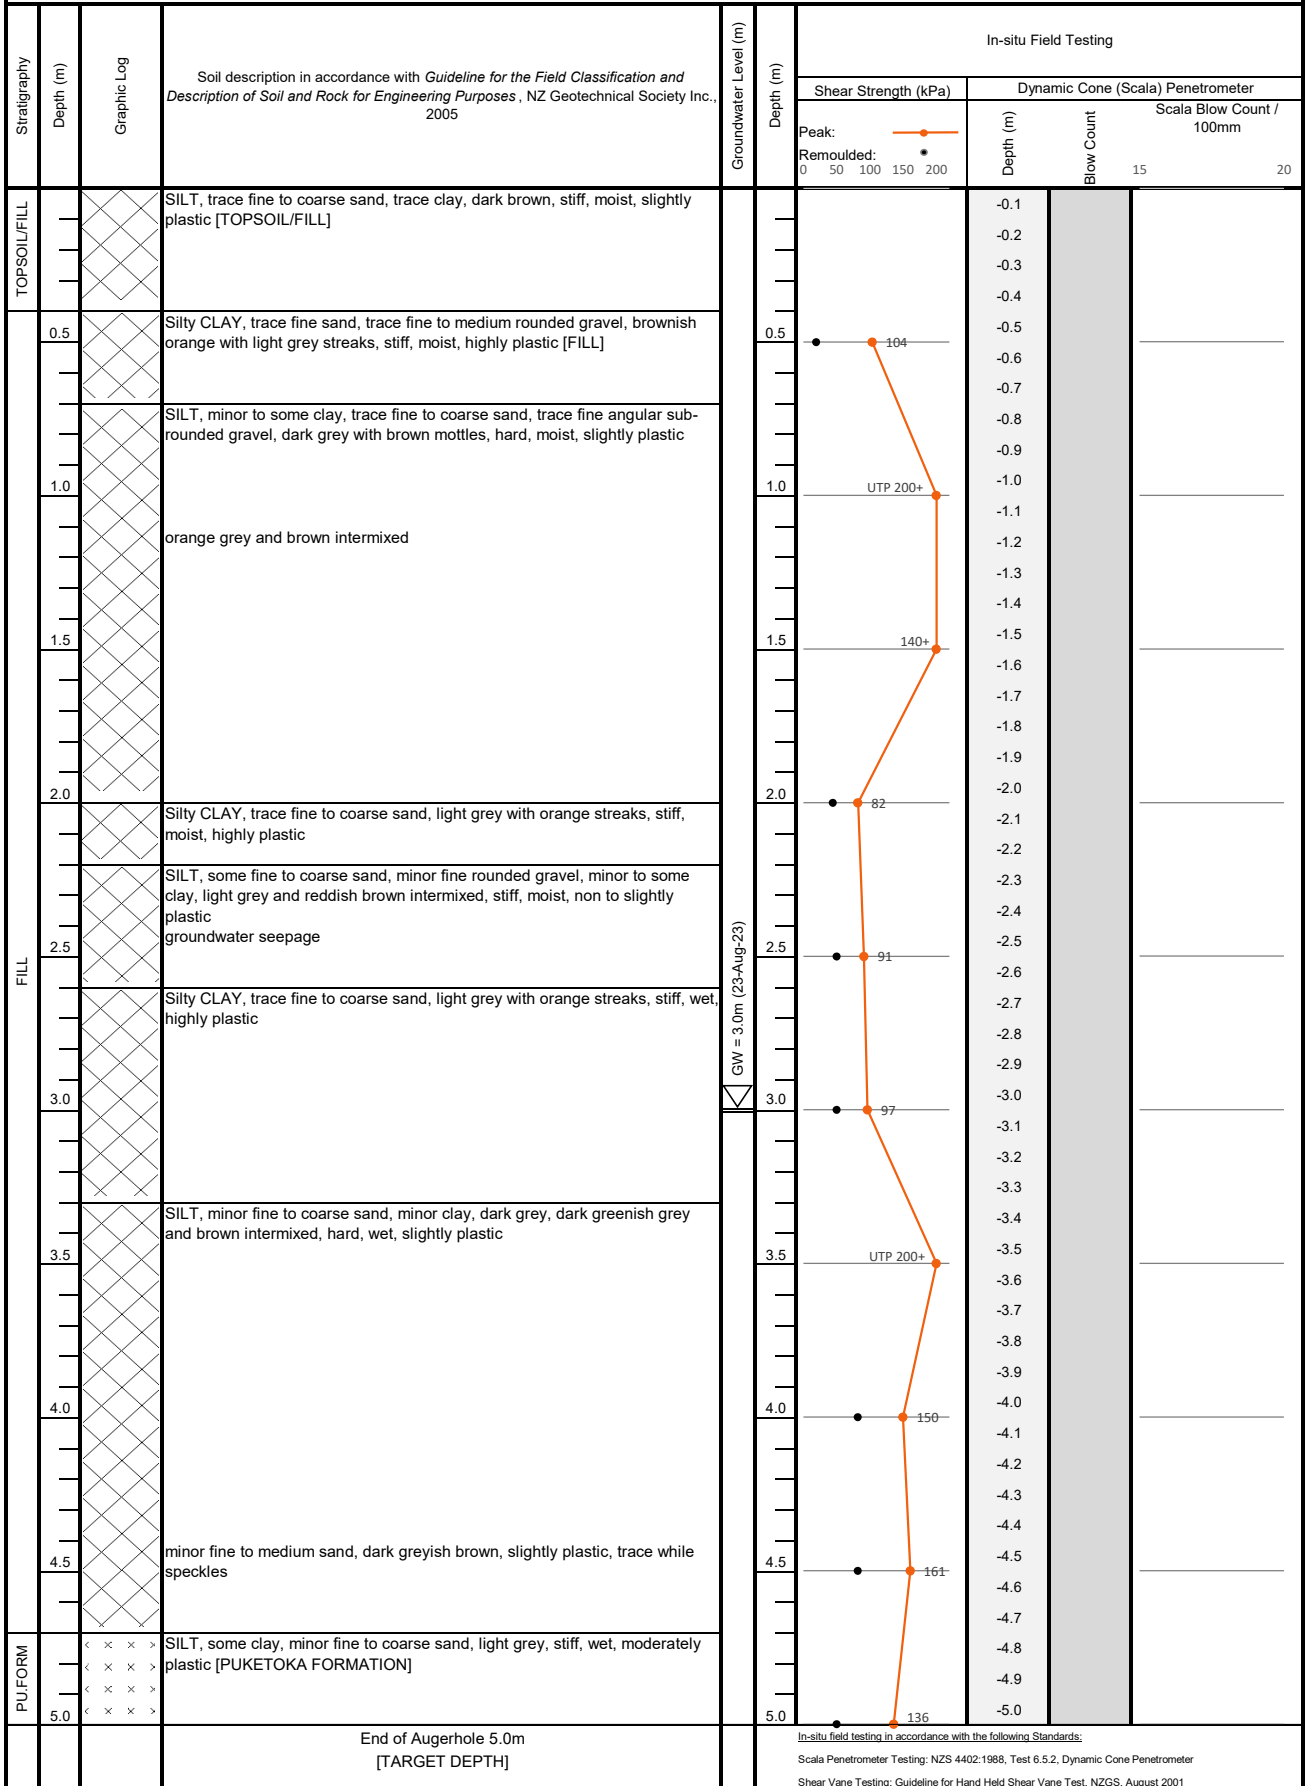 Stratigraphy
Depth (m)
Graphic Log
Soil description in accordance with Guideline for the Field Classification and
Description of Soil and Rock for Engineering Purposes , NZ Geotechnical Society Inc.,
2005
Groundwater Level (m)
Depth (m)
In-situ Field Testing
Shear Strength (kPa)
Dynamic Cone (Scala) Penetrometer
Peak:
Remoulded:
0 50 100 150 200
Depth (m)
Blow Count
Scala Blow Count /
100mm
15 20
TOPSOIL/FILL
SILT, trace fine to coarse sand, trace clay, dark brown, stiff, moist, slightly
plastic [TOPSOIL/FILL]
-0.1
-0.2
-0.3
-0.4
FILL
Silty CLAY, trace fine sand, trace fine to medium rounded gravel, brownish
orange with light grey streaks, stiff, moist, highly plastic [FILL]
0.5
0.5
104
-0.5
-0.6
-0.7
SILT, minor to some clay, trace fine to coarse sand, trace fine angular sub-
rounded gravel, dark grey with brown mottles, hard, moist, slightly plastic
-0.8
-0.9
1.0
1.0
UTP 200+
-1.0
-1.1
orange grey and brown intermixed
-1.2
-1.3
-1.4
1.5
1.5
140+
-1.5
-1.6
-1.7
-1.8
-1.9
2.0
2.0
82
-2.0
Silty CLAY, trace fine to coarse sand, light grey with orange streaks, stiff,
moist, highly plastic
-2.1
-2.2
SILT, some fine to coarse sand, minor fine rounded gravel, minor to some
clay, light grey and reddish brown intermixed, stiff, moist, non to slightly
plastic
groundwater seepage
-2.3
-2.4
2.5
2.5
91
-2.5
-2.6
Silty CLAY, trace fine to coarse sand, light grey with orange streaks, stiff, wet,
highly plastic
GW = 3.0m (23-Aug-23)
-2.7
-2.8
-2.9
3.0
3.0
97
-3.0
-3.1
-3.2
-3.3
SILT, minor fine to coarse sand, minor clay, dark grey, dark greenish grey
and brown intermixed, hard, wet, slightly plastic
-3.4
3.5
3.5
UTP 200+
-3.5
-3.6
-3.7
-3.8
-3.9
4.0
4.0
150
-4.0
-4.1
-4.2
-4.3
-4.4
minor fine to medium sand, dark greyish brown, slightly plastic, trace while
speckles
4.5
4.5
161
-4.5
-4.6
-4.7
PU.FORM
SILT, some clay, minor fine to coarse sand, light grey, stiff, wet, moderately
plastic [PUKETOKA FORMATION]
-4.8
-4.9
5.0
5.0
136
-5.0
End of Augerhole 5.0m
[TARGET DEPTH]
In-situ field testing in accordance with the following Standards:
Scala Penetrometer Testing: NZS 4402:1988, Test 6.5.2, Dynamic Cone Penetrometer
Shear Vane Testing: Guideline for Hand Held Shear Vane Test, NZGS, August 2001